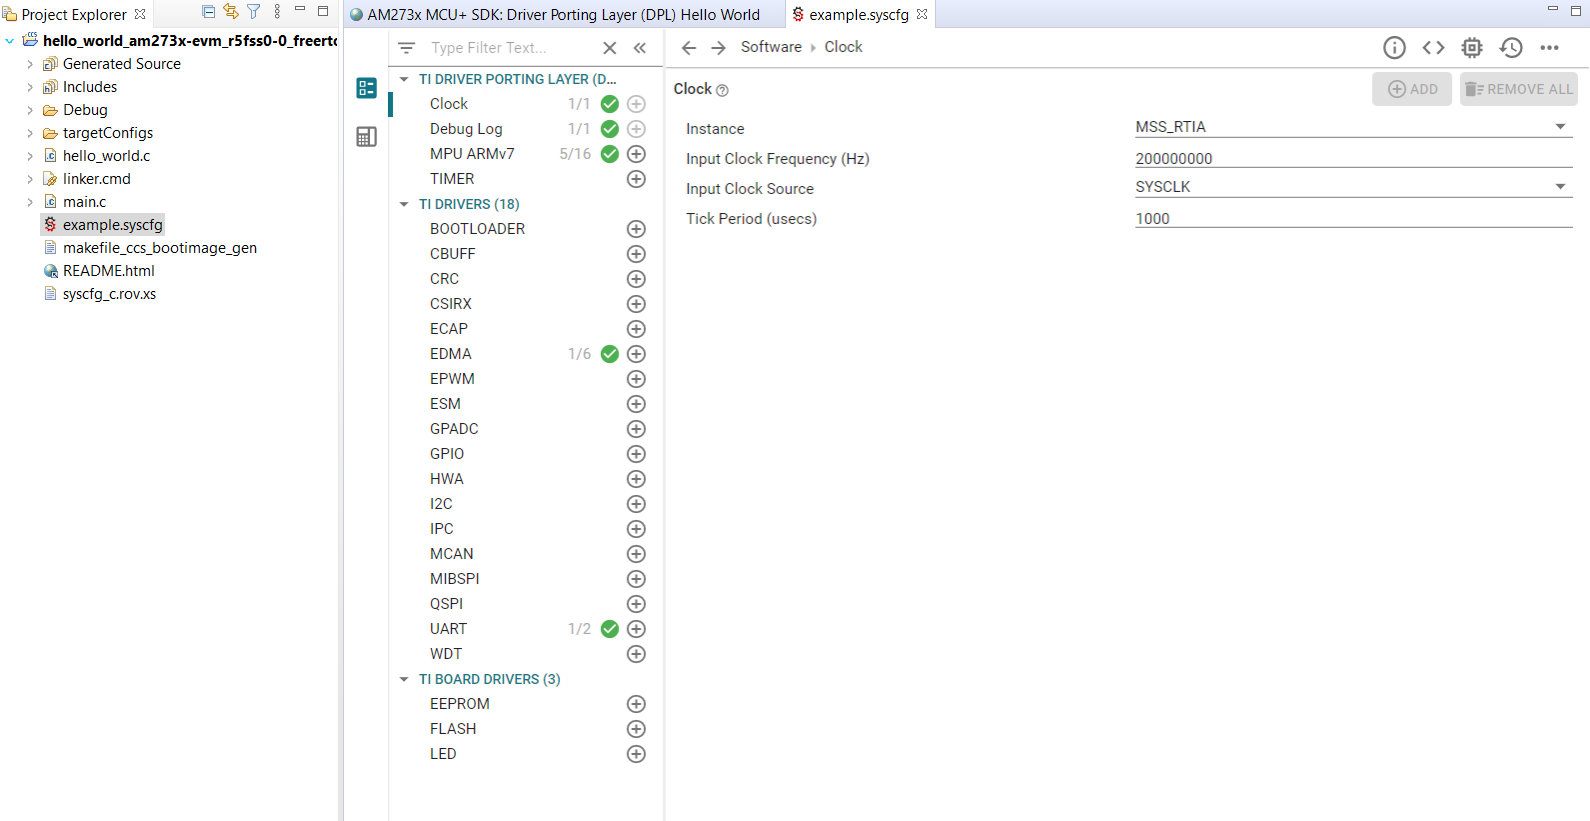 Project Explorer
hello_world_am273x-evm_r5fss0-0_freertc
Generated Source
Includes
Debug
targetConfigs
hello_world.c
linker.cmd
main.c
example.syscfg
makefile_ccs_bootimage_gen
README.html
syscfg_c.rov.xs
AM273x MCU+ SDK: Driver Porting Layer (DPL) Hello World
example.syscfg
Type Filter Text...
TI DRIVER PORTING LAYER (D...
Clock 1/1
Debug Log 1/1
MPU ARMv7 5/16
TIMER
TI DRIVERS (18)
BOOTLOADER
CBUFF
CRC
CSIRX
ECAP
EDMA 1/6
EPWM
ESM
GPADC
GPIO
HWA
I2C
IPC
MCAN
MIBSPI
QSPI
UART 1/2
WDT
TI BOARD DRIVERS (3)
EEPROM
FLASH
LED
Software › Clock
Clock
ADD
REMOVE ALL
Instance MSS_RTIA
Input Clock Frequency (Hz) 200000000
Input Clock Source SYSCLK
Tick Period (usecs) 1000